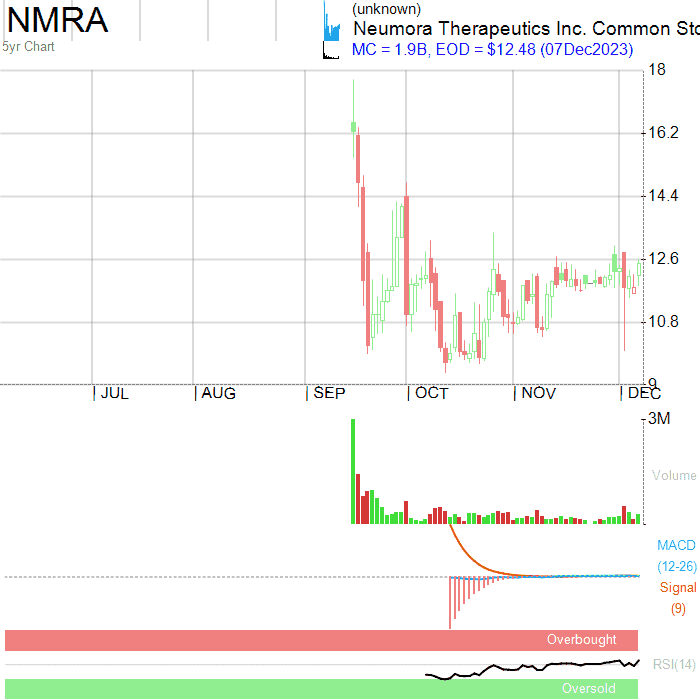 NMRA
5yr Chart
(unknown)
Neumora Therapeutics Inc. Common Sto
MC = 1.9B, EOD = $12.48 (07Dec2023)
18
16.2
14.4
12.6
10.8
9
JUL AUG SEP OCT NOV DEC
3M
Volume
MACD
(12-26)
Signal
(9)
Overbought
RSI(14)
Oversold